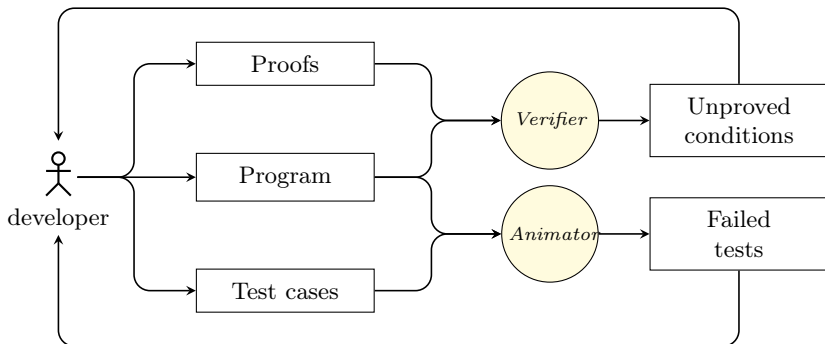 Proofs
Program
Test cases
developer
Verifier
Animator
Unproved
conditions
Failed
tests